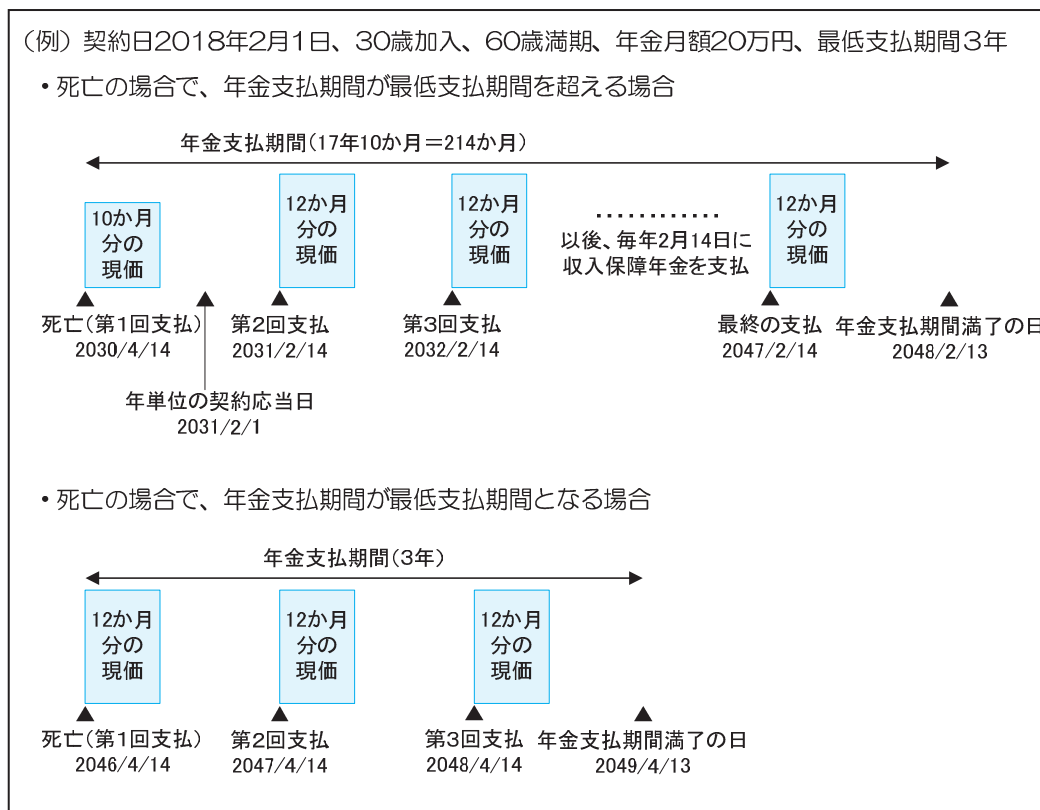 （例）契約日2018年2月1日、30歳加入、60歳満期、年金月額20万円、最低支払期間3年
・死亡の場合で、年金支払期間が最低支払期間を超える場合
年金支払期間(17年10か月＝214か月)
10か月
分の
現価
12か月
分の
現価
12か月
分の
現価
…………
以後、毎年2月14日に
収入保障年金を支払
12か月
分の
現価
死亡(第1回支払)
2030/4/14
第2回支払
2031/2/14
第3回支払
2032/2/14
最終の支払
2047/2/14
年金支払期間満了の日
2048/2/13
年単位の契約応当日
2031/2/1
・死亡の場合で、年金支払期間が最低支払期間となる場合
年金支払期間(3年)
12か月
分の
現価
12か月
分の
現価
12か月
分の
現価
死亡(第1回支払)
2046/4/14
第2回支払
2047/4/14
第3回支払
2048/4/14
年金支払期間満了の日
2049/4/13